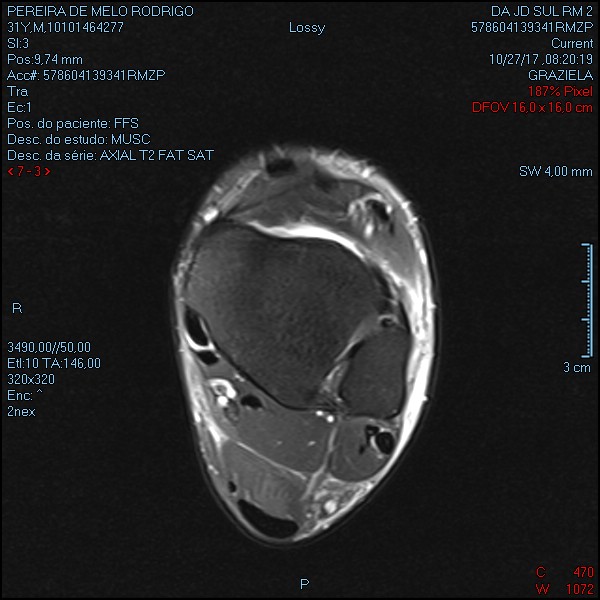 PEREIRA DE MELO RODRIGO
31Y,M,10101464277
Sl:3
Pos:9,74 mm
Acc#: 578604139341RMZP
Tra
Ec:1
Pos. do paciente: FFS
Desc. do estudo: MUSC
Desc. da série: AXIAL T2 FAT SAT
< 7 - 3 >
Lossy
DA JD SUL RM 2
578604139341RMZP
Current
10/27/17 ,08:20:19
GRAZIELA
187% Pixel
DFOV 16,0 x 16,0 cm
SW 4,00 mm
R
3 cm
3490,00//50,00
Etl:10 TA:146,00
320x320
Enc: ^
2nex
P
C 470
W 1072